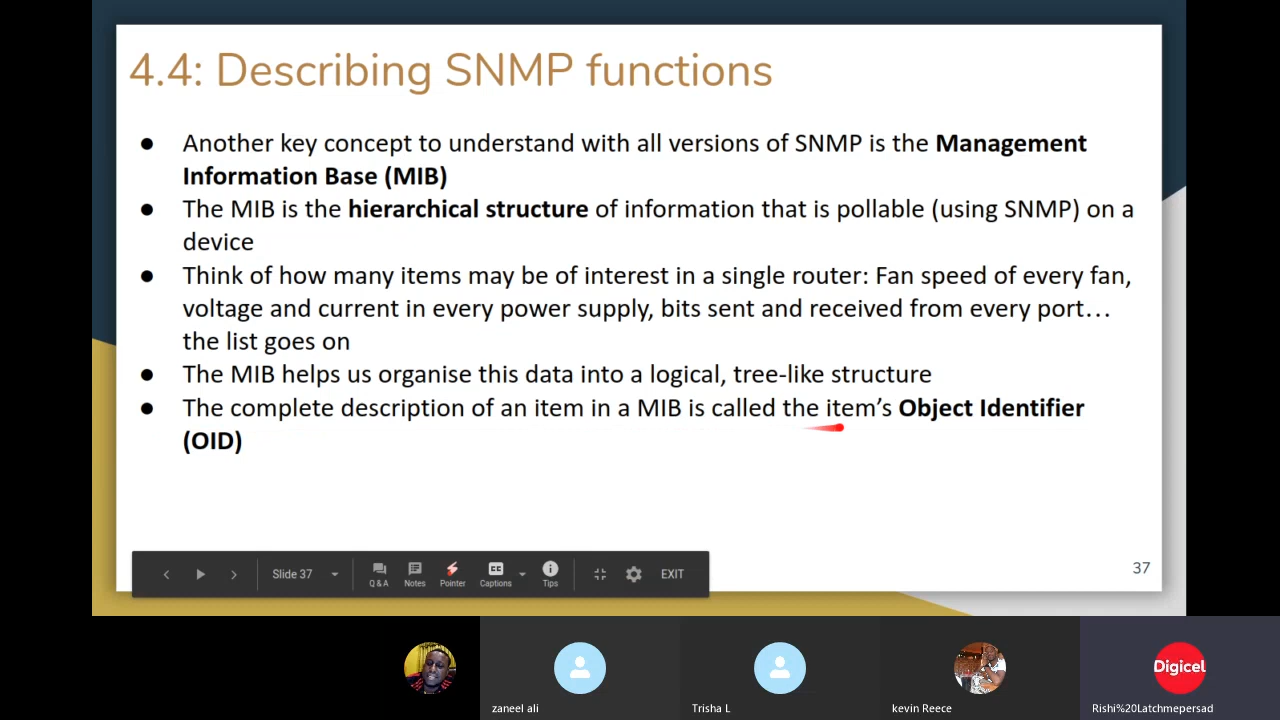 4.4: Describing SNMP functions
● Another key concept to understand with all versions of SNMP is the Management
Information Base (MIB)
● The MIB is the hierarchical structure of information that is pollable (using SNMP) on a
device
● Think of how many items may be of interest in a single router: Fan speed of every fan,
voltage and current in every power supply, bits sent and received from every port…
the list goes on
● The MIB helps us organise this data into a logical, tree-like structure
● The complete description of an item in a MIB is called the item’s Object Identifier
(OID)
37
Slide 37
Q & A
Notes
Pointer
CC
Captions
Tips
EXIT
Digicel
zaneel ali
Trisha L
kevin Reece
Rishi%20Latchmepersad